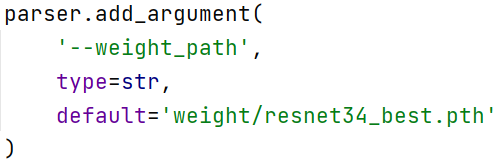 parser.add_argument(
    '--weight_path',
    type=str,
    default='weight/resnet34_best.pth'
)